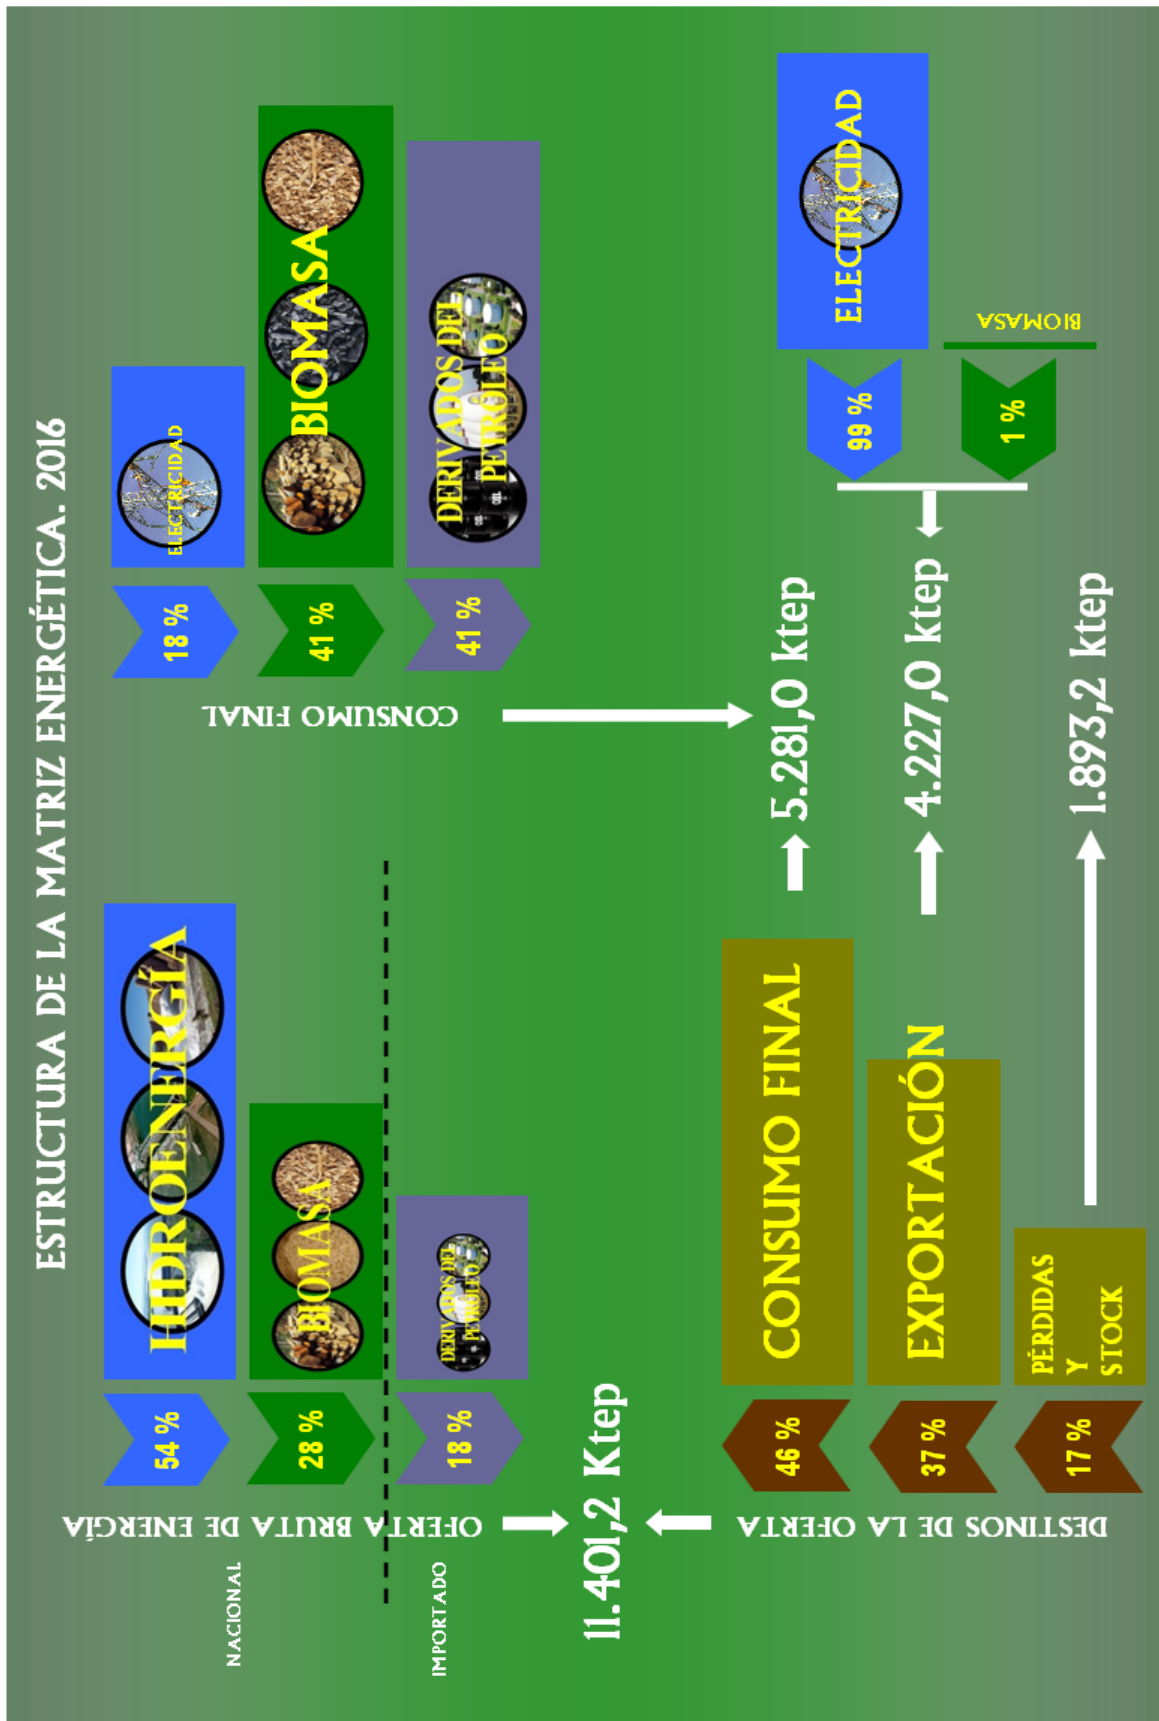 ESTRUCTURA DE LA MATRIZ ENERGÉTICA. 2016
OFERTA BRUTA DE ENERGÍA
NACIONAL
54 %
HIDROENERGÍA
28 %
BIOMASA
IMPORTADO
18 %
DERIVADOS DEL
PETRÓLEO
11.401,2 Ktep
CONSUMO FINAL
18 %
ELECTRICIDAD
41 %
BIOMASA
41 %
DERIVADOS DEL
PETRÓLEO
DESTINOS DE LA OFERTA
46 %
CONSUMO FINAL
5.281,0 ktep
37 %
EXPORTACIÓN
4.227,0 ktep
99 %
ELECTRICIDAD
1 %
BIOMASA
17 %
PÉRDIDAS
Y
STOCK
1.893,2 ktep